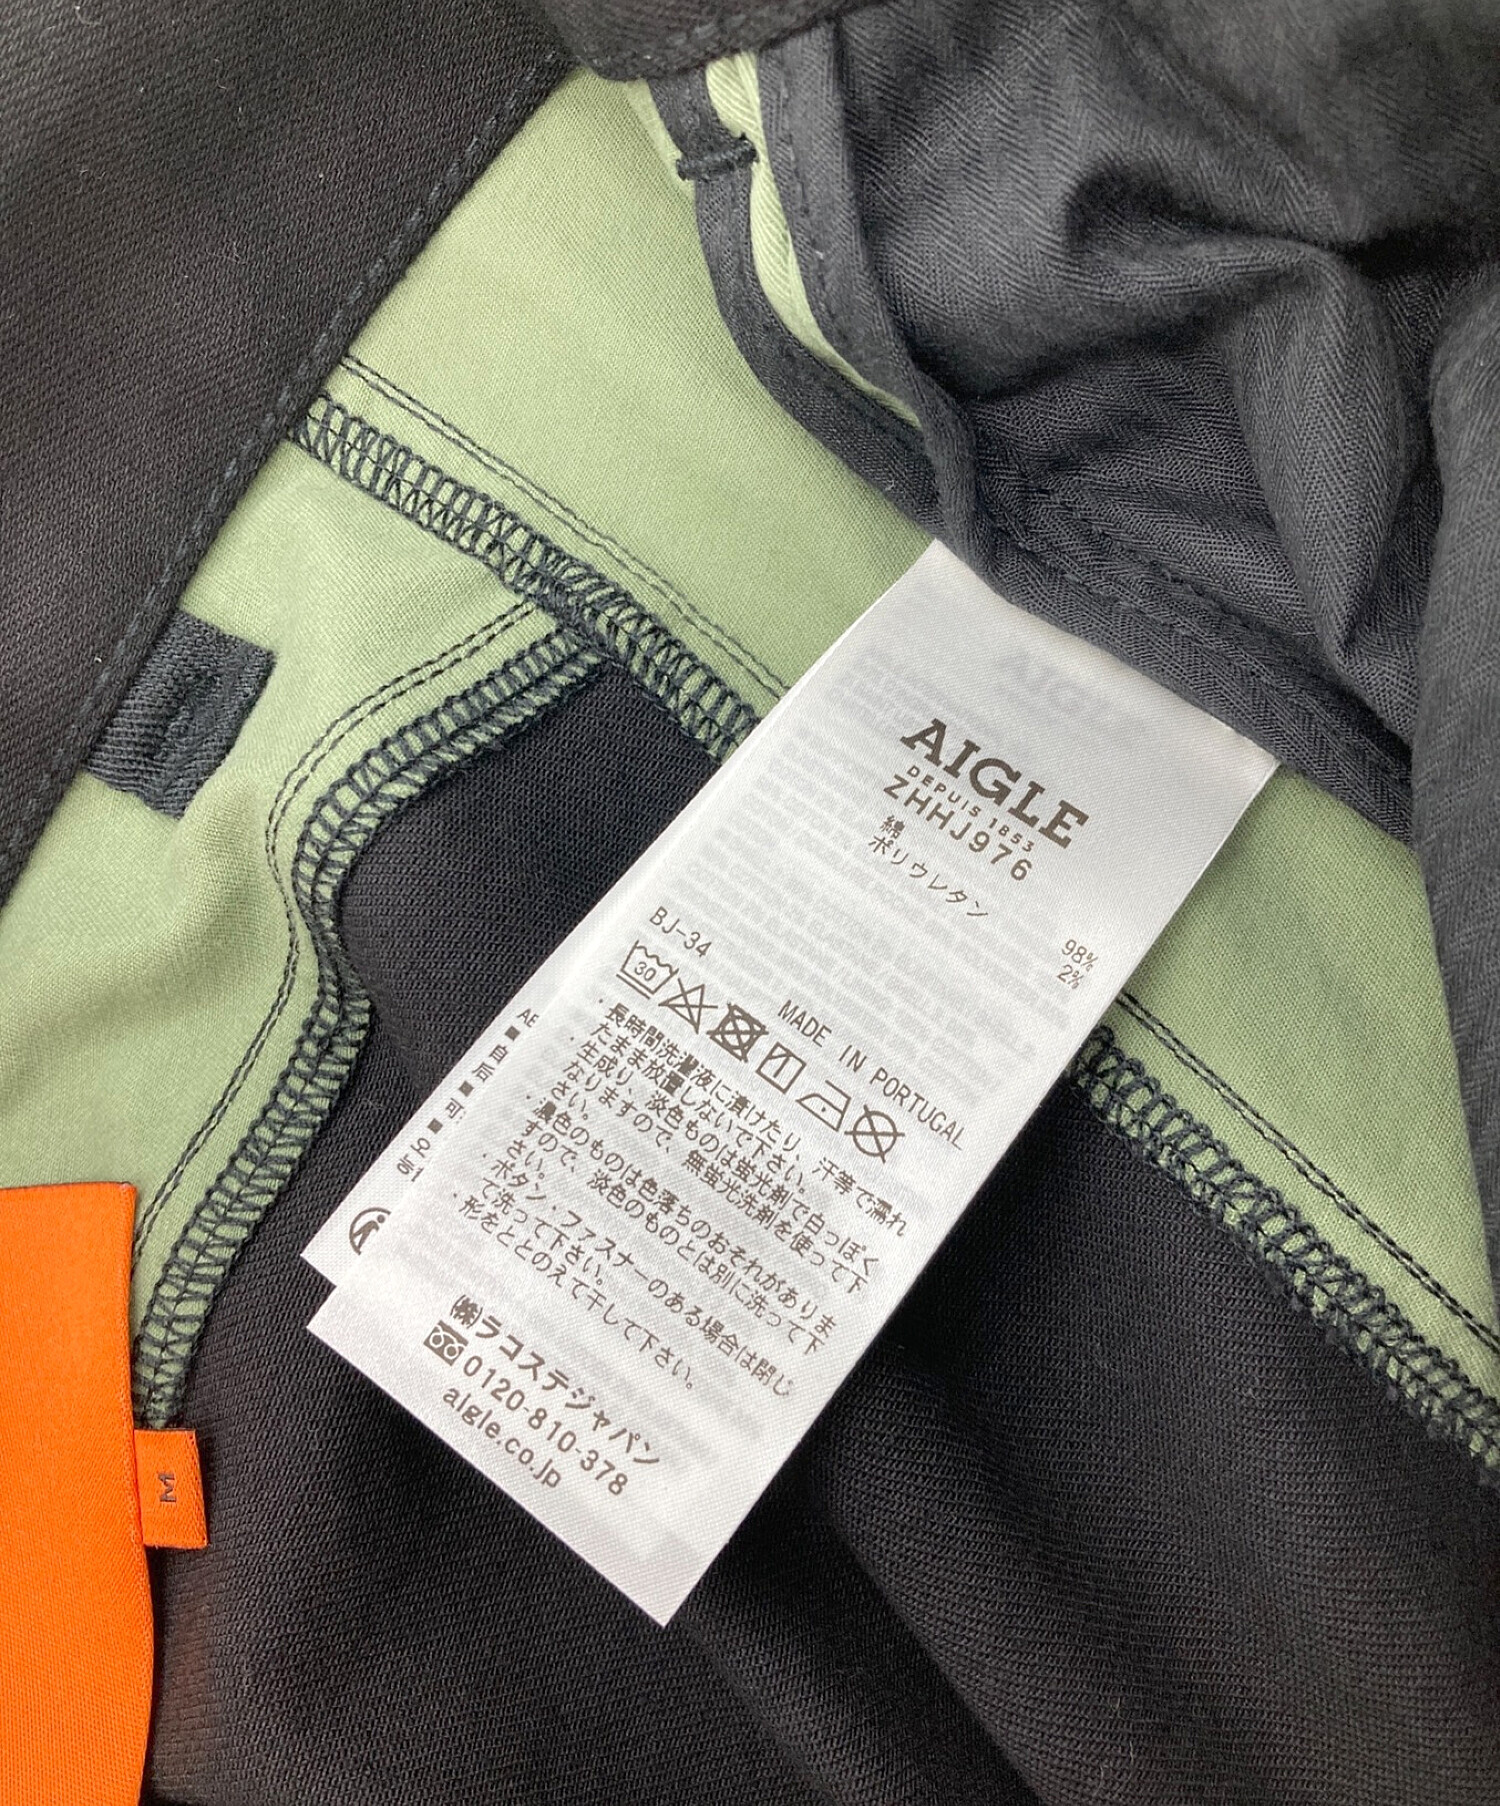 AIGLE
DEPUIS 1853
ZHHJ976
綿 98%
ポリウレタン 2%
BJ-34
MADE IN PORTUGAL
30
・長時間洗濯液に漬けたり、汗等で濡れ
たまま放置しないで下さい。
・生成り、淡色ものは蛍光剤で白っぽく
なりますので、無蛍光洗剤を使って下
さい。
・濃色のものは色落ちのおそれがありま
すので、淡色のものとは別に洗って下
さい。
・ボタン・ファスナーのある場合は閉じ
て洗って下さい。
・形をととのえて干して下さい。
㈱ラコステジャパン
0120-810-378
aigle.co.jp
M